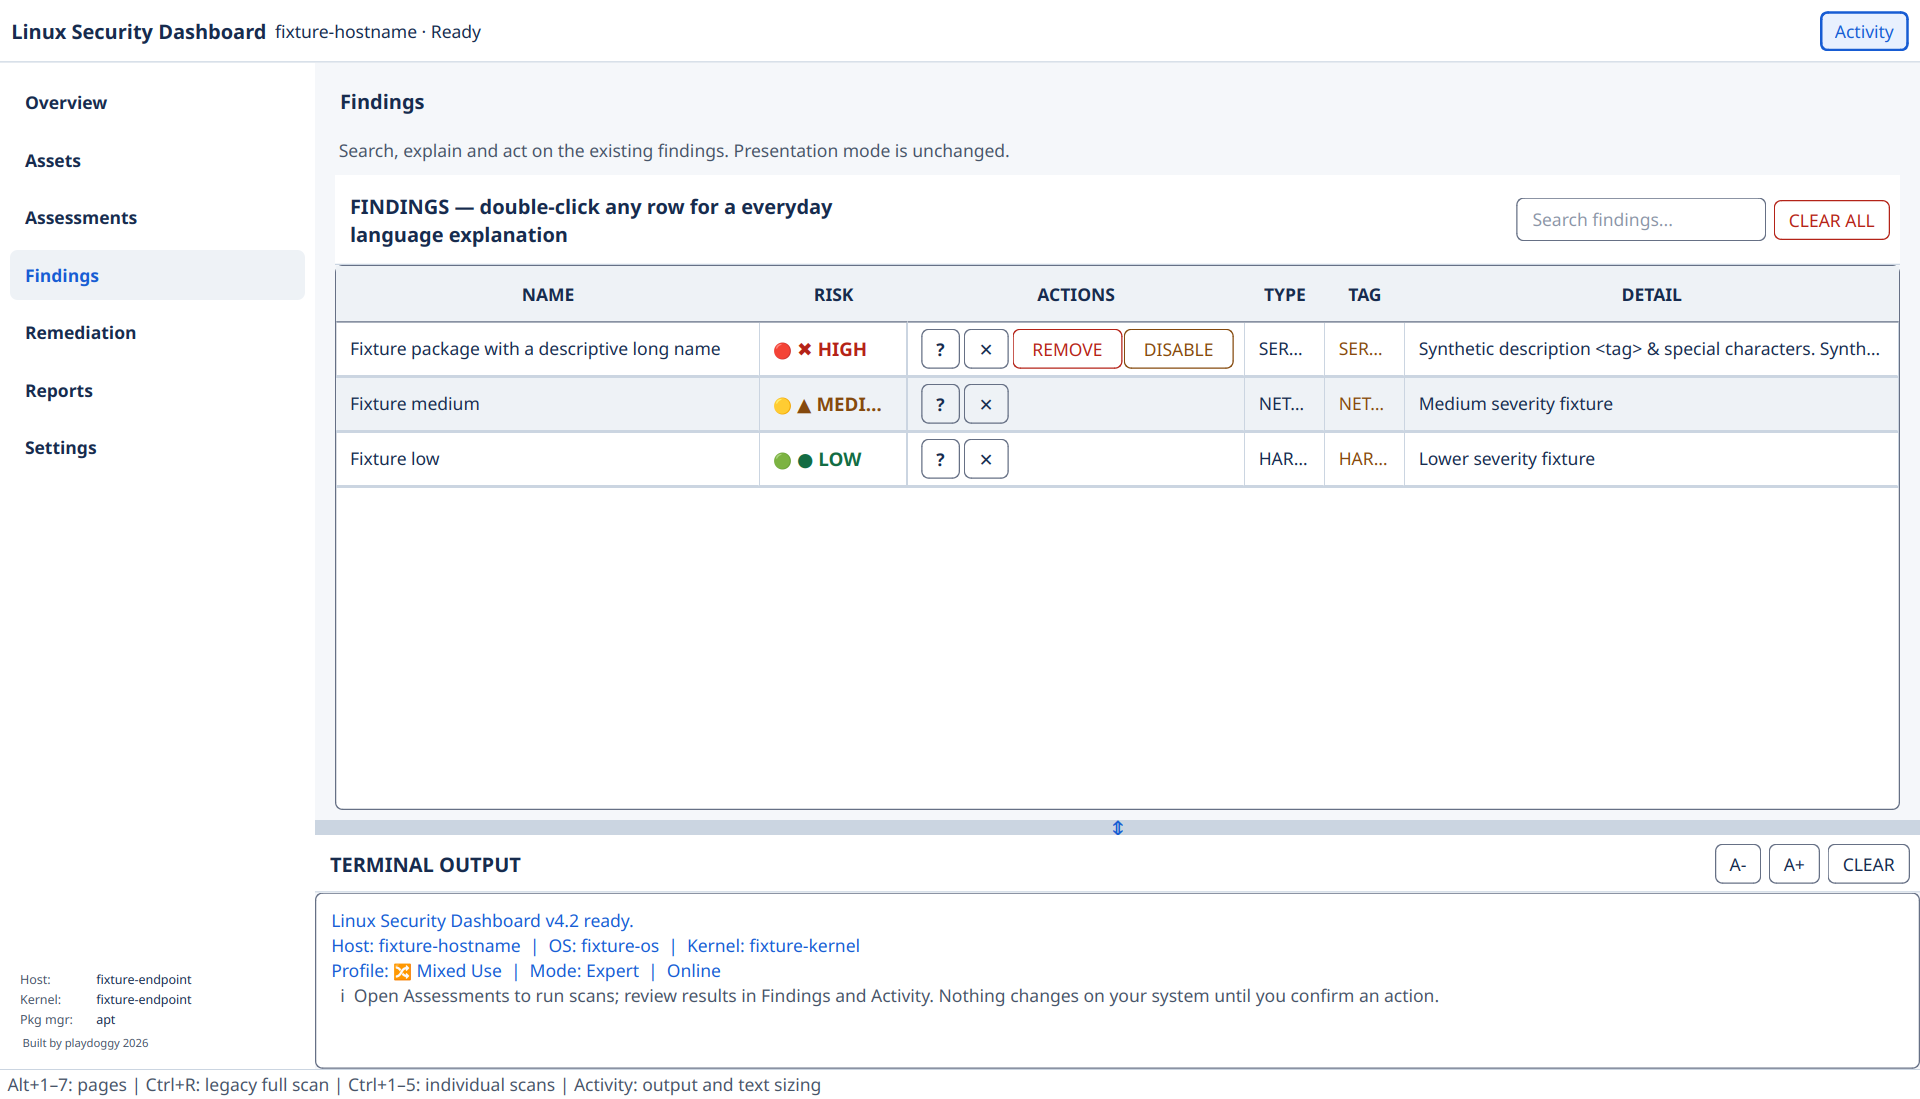 Linux Security Dashboard fixture-hostname · Ready
Activity
Overview
Assets
Assessments
Findings
Remediation
Reports
Settings
Host: fixture-endpoint
Kernel: fixture-endpoint
Pkg mgr: apt
Built by playdoggy 2026
Findings
Search, explain and act on the existing findings. Presentation mode is unchanged.
FINDINGS — double-click any row for a everyday
language explanation
Search findings...
CLEAR ALL
NAME RISK ACTIONS TYPE TAG DETAIL
Fixture package with a descriptive long name 🔴 ✖ HIGH ? × REMOVE DISABLE SER... SER... Synthetic description <tag> & special characters. Synth...
Fixture medium 🟡 ▲ MEDI... ? × NET... NET... Medium severity fixture
Fixture low 🟢 ● LOW ? × HAR... HAR... Lower severity fixture
⇕
TERMINAL OUTPUT
A- A+ CLEAR
Linux Security Dashboard v4.2 ready.
Host: fixture-hostname | OS: fixture-os | Kernel: fixture-kernel
Profile: 🔀 Mixed Use | Mode: Expert | Online
i Open Assessments to run scans; review results in Findings and Activity. Nothing changes on your system until you confirm an action.
Alt+1–7: pages | Ctrl+R: legacy full scan | Ctrl+1–5: individual scans | Activity: output and text sizing